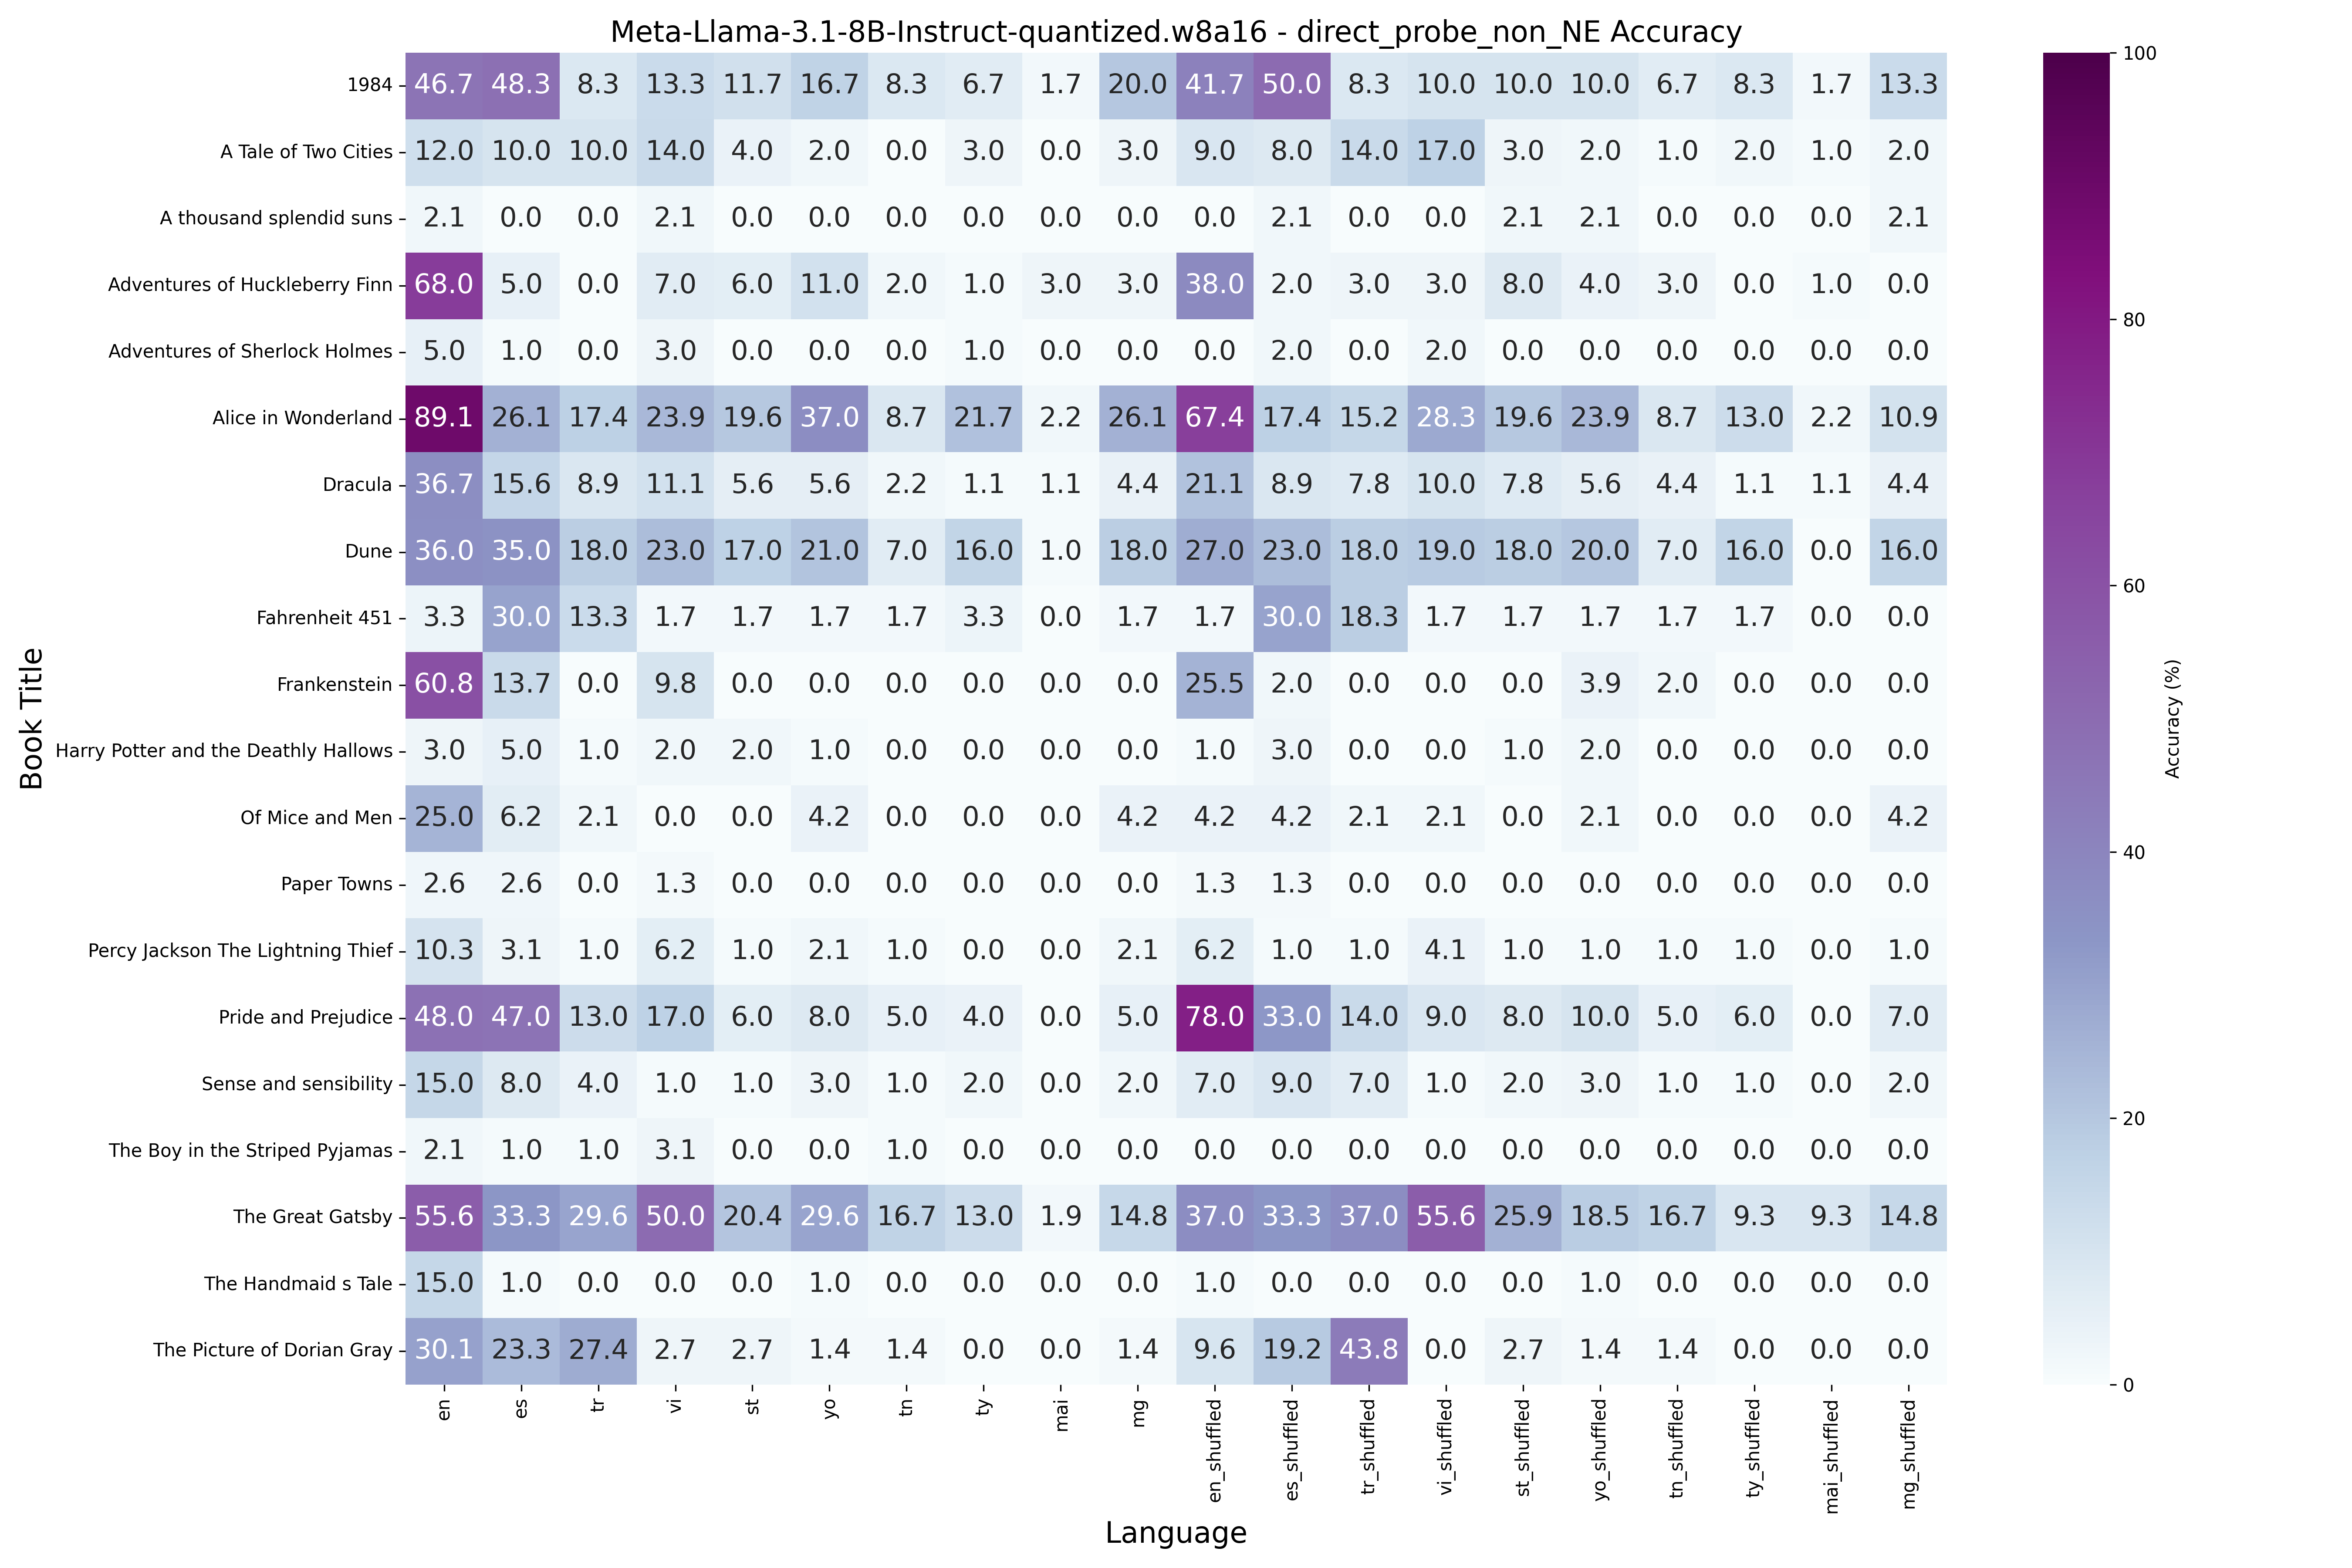 Meta-Llama-3.1-8B-Instruct-quantized.w8a16 - direct_probe_non_NE Accuracy
Book Title
1984 46.7 48.3 8.3 13.3 11.7 16.7 8.3 6.7 1.7 20.0 41.7 50.0 8.3 10.0 10.0 10.0 6.7 8.3 1.7 13.3
A Tale of Two Cities 12.0 10.0 10.0 14.0 4.0 2.0 0.0 3.0 0.0 3.0 9.0 8.0 14.0 17.0 3.0 2.0 1.0 2.0 1.0 2.0
A thousand splendid suns 2.1 0.0 0.0 2.1 0.0 0.0 0.0 0.0 0.0 0.0 0.0 2.1 0.0 0.0 2.1 2.1 0.0 0.0 0.0 2.1
Adventures of Huckleberry Finn 68.0 5.0 0.0 7.0 6.0 11.0 2.0 1.0 3.0 3.0 38.0 2.0 3.0 3.0 8.0 4.0 3.0 0.0 1.0 0.0
Adventures of Sherlock Holmes 5.0 1.0 0.0 3.0 0.0 0.0 0.0 1.0 0.0 0.0 0.0 2.0 0.0 2.0 0.0 0.0 0.0 0.0 0.0 0.0
Alice in Wonderland 89.1 26.1 17.4 23.9 19.6 37.0 8.7 21.7 2.2 26.1 67.4 17.4 15.2 28.3 19.6 23.9 8.7 13.0 2.2 10.9
Dracula 36.7 15.6 8.9 11.1 5.6 5.6 2.2 1.1 1.1 4.4 21.1 8.9 7.8 10.0 7.8 5.6 4.4 1.1 1.1 4.4
Dune 36.0 35.0 18.0 23.0 17.0 21.0 7.0 16.0 1.0 18.0 27.0 23.0 18.0 19.0 18.0 20.0 7.0 16.0 0.0 16.0
Fahrenheit 451 3.3 30.0 13.3 1.7 1.7 1.7 1.7 3.3 0.0 1.7 1.7 30.0 18.3 1.7 1.7 1.7 1.7 1.7 0.0 0.0
Frankenstein 60.8 13.7 0.0 9.8 0.0 0.0 0.0 0.0 0.0 0.0 25.5 2.0 0.0 0.0 0.0 3.9 2.0 0.0 0.0 0.0
Harry Potter and the Deathly Hallows 3.0 5.0 1.0 2.0 2.0 1.0 0.0 0.0 0.0 0.0 1.0 3.0 0.0 0.0 1.0 2.0 0.0 0.0 0.0 0.0
Of Mice and Men 25.0 6.2 2.1 0.0 0.0 4.2 0.0 0.0 0.0 4.2 4.2 4.2 2.1 2.1 0.0 2.1 0.0 0.0 0.0 4.2
Paper Towns 2.6 2.6 0.0 1.3 0.0 0.0 0.0 0.0 0.0 0.0 1.3 1.3 0.0 0.0 0.0 0.0 0.0 0.0 0.0 0.0
Percy Jackson The Lightning Thief 10.3 3.1 1.0 6.2 1.0 2.1 1.0 0.0 0.0 2.1 6.2 1.0 1.0 4.1 1.0 1.0 1.0 1.0 0.0 1.0
Pride and Prejudice 48.0 47.0 13.0 17.0 6.0 8.0 5.0 4.0 0.0 5.0 78.0 33.0 14.0 9.0 8.0 10.0 5.0 6.0 0.0 7.0
Sense and sensibility 15.0 8.0 4.0 1.0 1.0 3.0 1.0 2.0 0.0 2.0 7.0 9.0 7.0 1.0 2.0 3.0 1.0 1.0 0.0 2.0
The Boy in the Striped Pyjamas 2.1 1.0 1.0 3.1 0.0 0.0 1.0 0.0 0.0 0.0 0.0 0.0 0.0 0.0 0.0 0.0 0.0 0.0 0.0 0.0
The Great Gatsby 55.6 33.3 29.6 50.0 20.4 29.6 16.7 13.0 1.9 14.8 37.0 33.3 37.0 55.6 25.9 18.5 16.7 9.3 9.3 14.8
The Handmaid s Tale 15.0 1.0 0.0 0.0 0.0 1.0 0.0 0.0 0.0 0.0 1.0 0.0 0.0 0.0 0.0 1.0 0.0 0.0 0.0 0.0
The Picture of Dorian Gray 30.1 23.3 27.4 2.7 2.7 1.4 1.4 0.0 0.0 1.4 9.6 19.2 43.8 0.0 2.7 1.4 1.4 0.0 0.0 0.0
en es tr vi st yo tn ty mai mg en_shuffled es_shuffled tr_shuffled vi_shuffled st_shuffled yo_shuffled tn_shuffled ty_shuffled mai_shuffled mg_shuffled
Language
100
80
60
40
20
0
Accuracy (%)